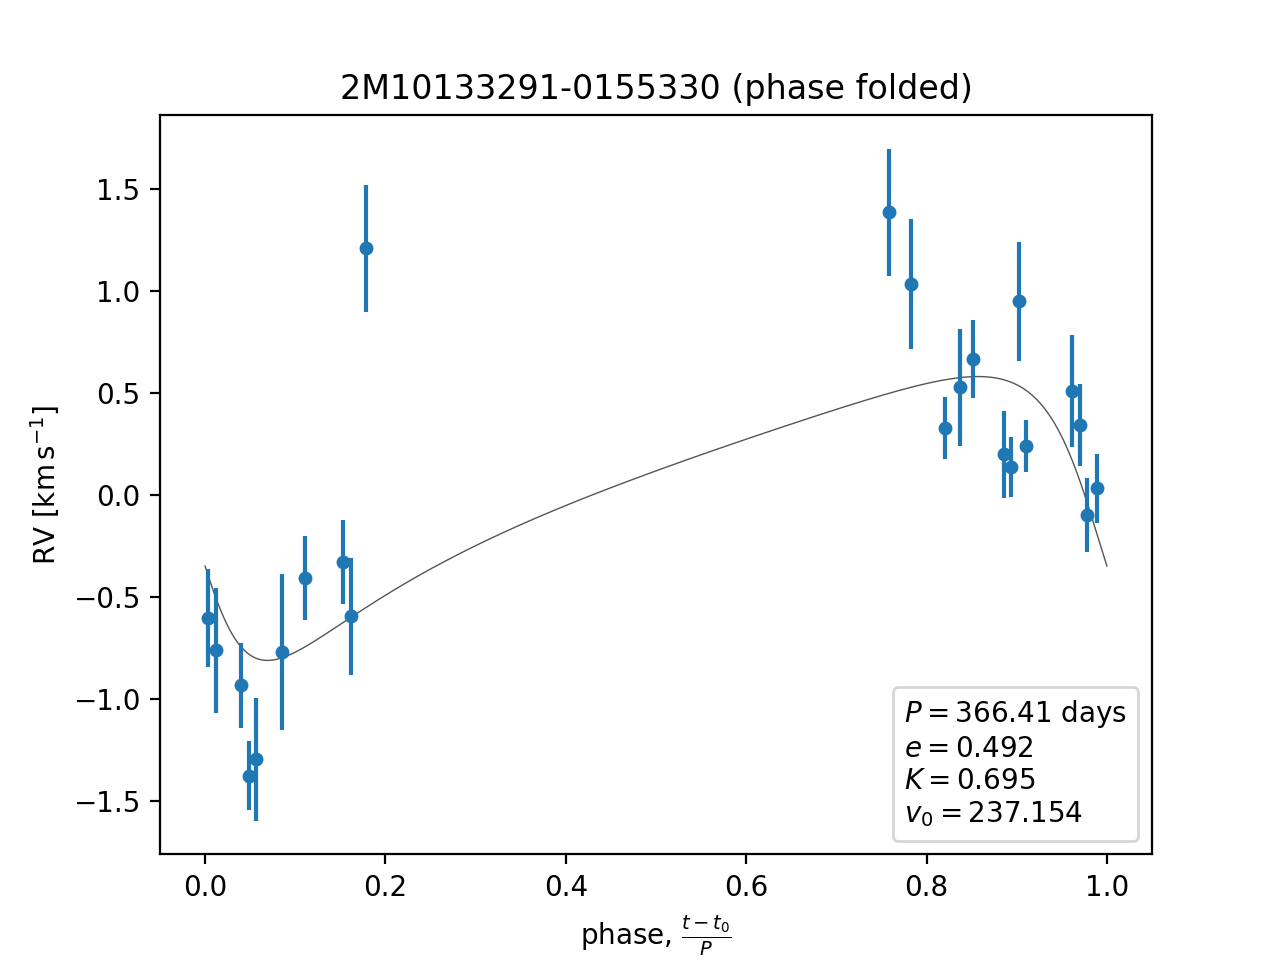 2M10133291-0155330 (phase folded)
RV [km s⁻¹]
1.5
1.0
0.5
0.0
−0.5
−1.0
−1.5
P = 366.41 days
e = 0.492
K = 0.695
v₀ = 237.154
0.0 0.2 0.4 0.6 0.8 1.0
phase, (t − t₀)/P